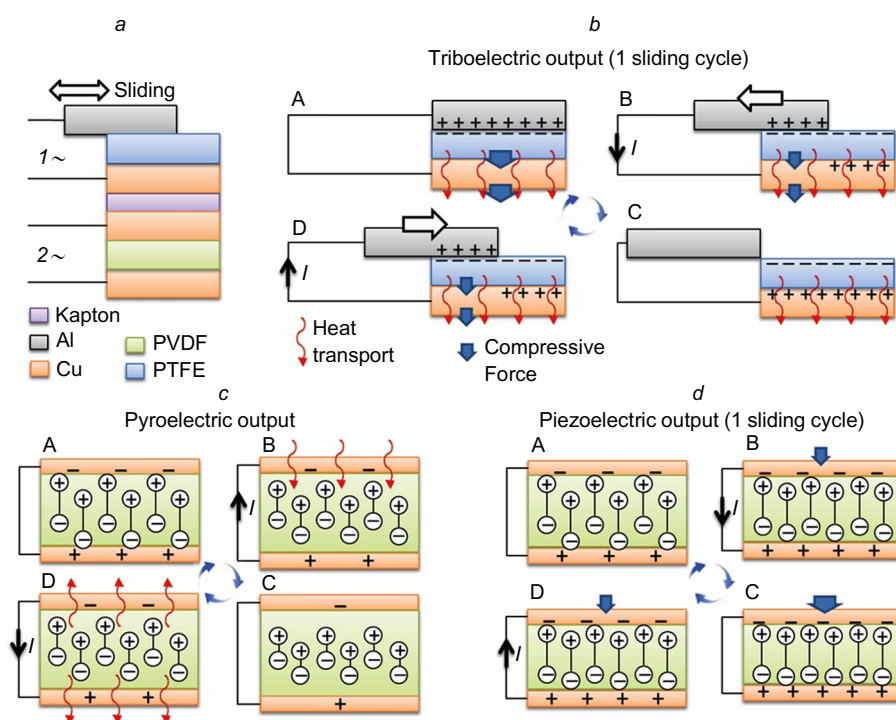 a
Sliding
1~
2~
Kapton
Al
PVDF
Cu
PTFE
b
Triboelectric output (1 sliding cycle)
A
+ + + + + + + +
B
+ + + +
I
+ + + +
D
+ + + +
I
+ + + +
C
+ + + + + + + +
Heat
transport
Compressive
Force
c
Pyroelectric output
A
B
I
D
I
C
d
Piezoelectric output (1 sliding cycle)
A
B
I
D
I
C